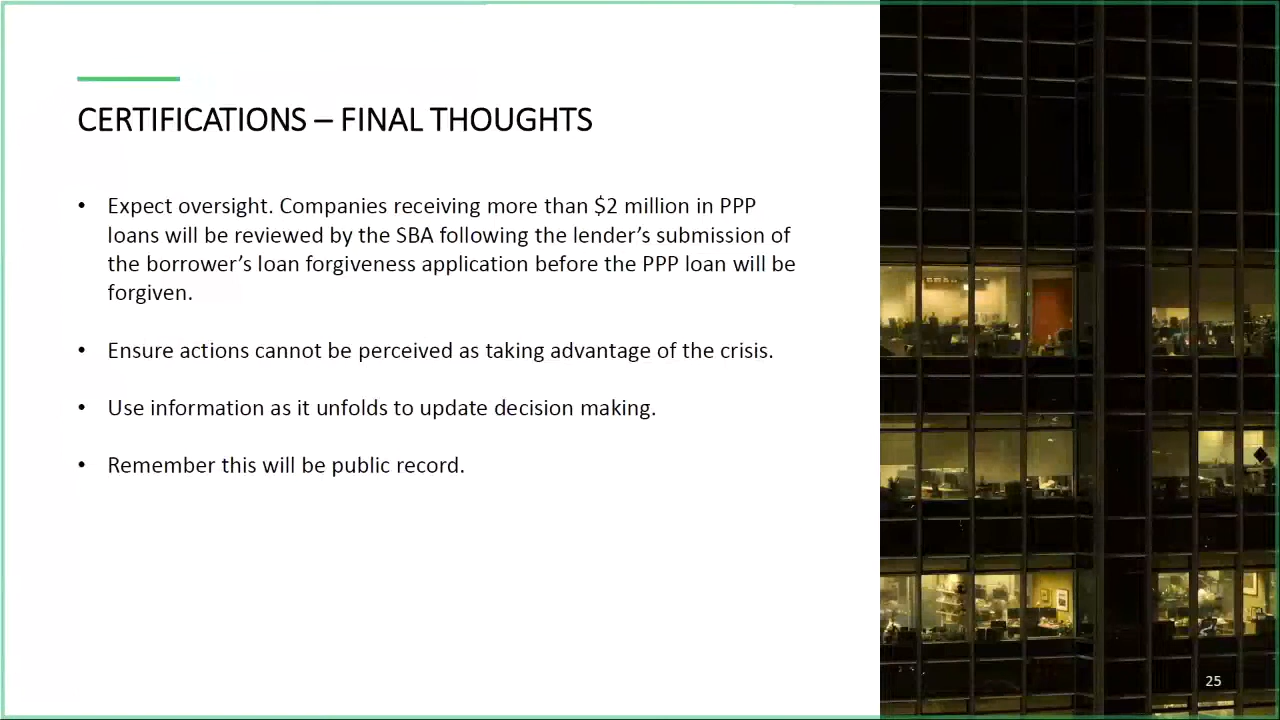 CERTIFICATIONS – FINAL THOUGHTS
• Expect oversight. Companies receiving more than $2 million in PPP
loans will be reviewed by the SBA following the lender’s submission of
the borrower’s loan forgiveness application before the PPP loan will be
forgiven.
• Ensure actions cannot be perceived as taking advantage of the crisis.
• Use information as it unfolds to update decision making.
• Remember this will be public record.
25